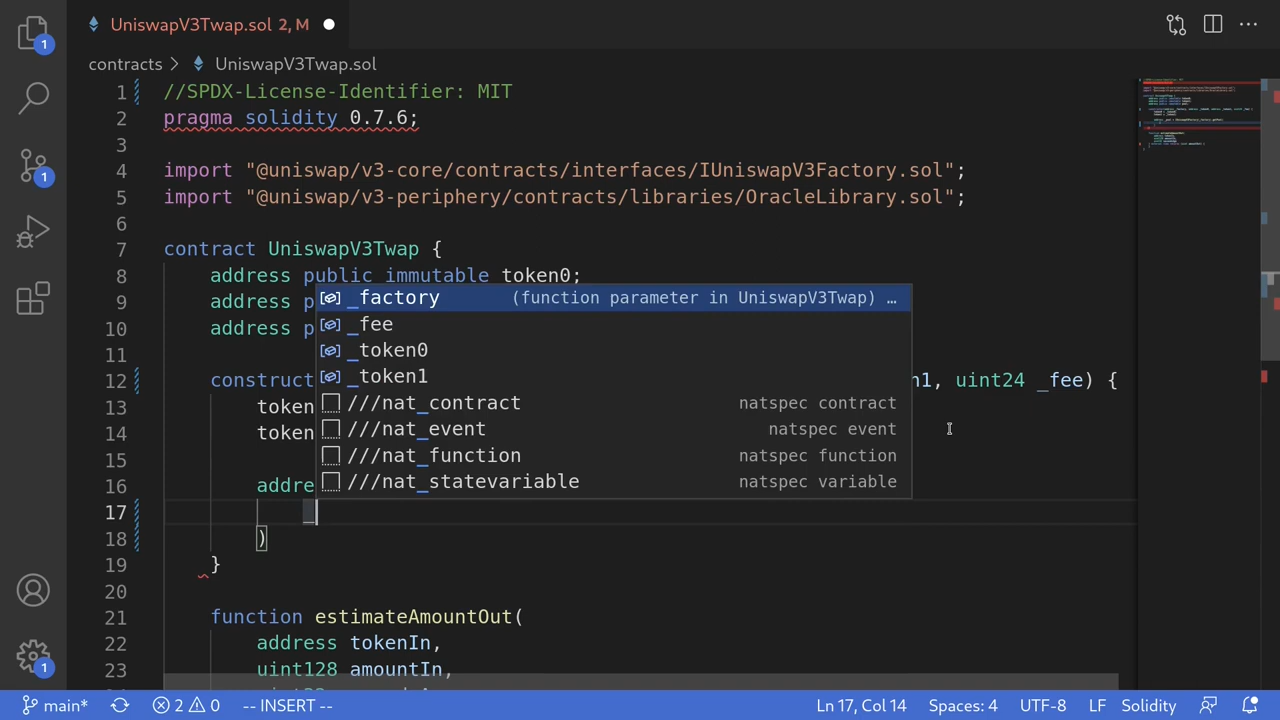 UniswapV3Twap.sol 2, M
1
contracts > UniswapV3Twap.sol
1 //SPDX-License-Identifier: MIT
2 pragma solidity 0.7.6;
3
4 import "@uniswap/v3-core/contracts/interfaces/IUniswapV3Factory.sol";
5 import "@uniswap/v3-periphery/contracts/libraries/OracleLibrary.sol";
6
7 contract UniswapV3Twap {
8 address public immutable token0;
9 address p
_factory (function parameter in UniswapV3Twap) …
10 address p
_fee
11
_token0
12 construct n1, uint24 _fee) {
_token1
13 token
///nat_contract natspec contract
14 token
///nat_event natspec event
15
///nat_function natspec function
16 addre
///nat_statevariable natspec variable
17 _
18 )
19 }
20
21 function estimateAmountOut(
22 address tokenIn,
23 uint128 amountIn,
1
1
main* 2 0 -- INSERT -- Ln 17, Col 14 Spaces: 4 UTF-8 LF Solidity